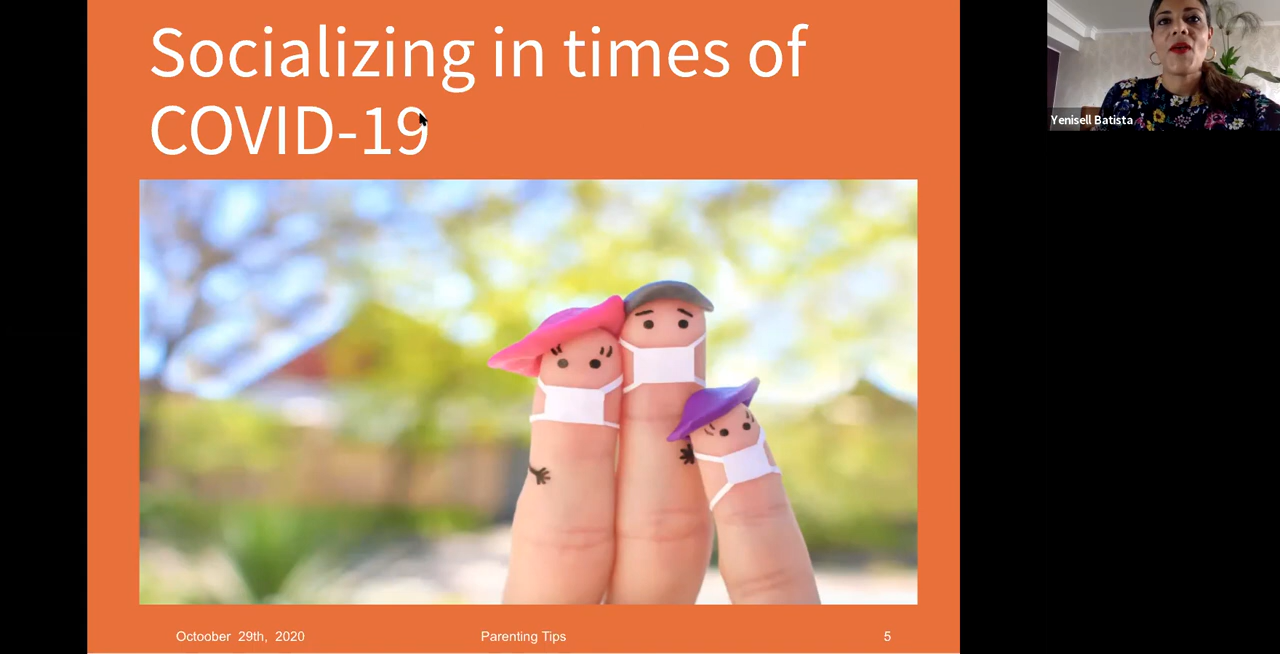 Socializing in times of
COVID-19
Yenisell Batista
Octoober 29th, 2020
Parenting Tips
5